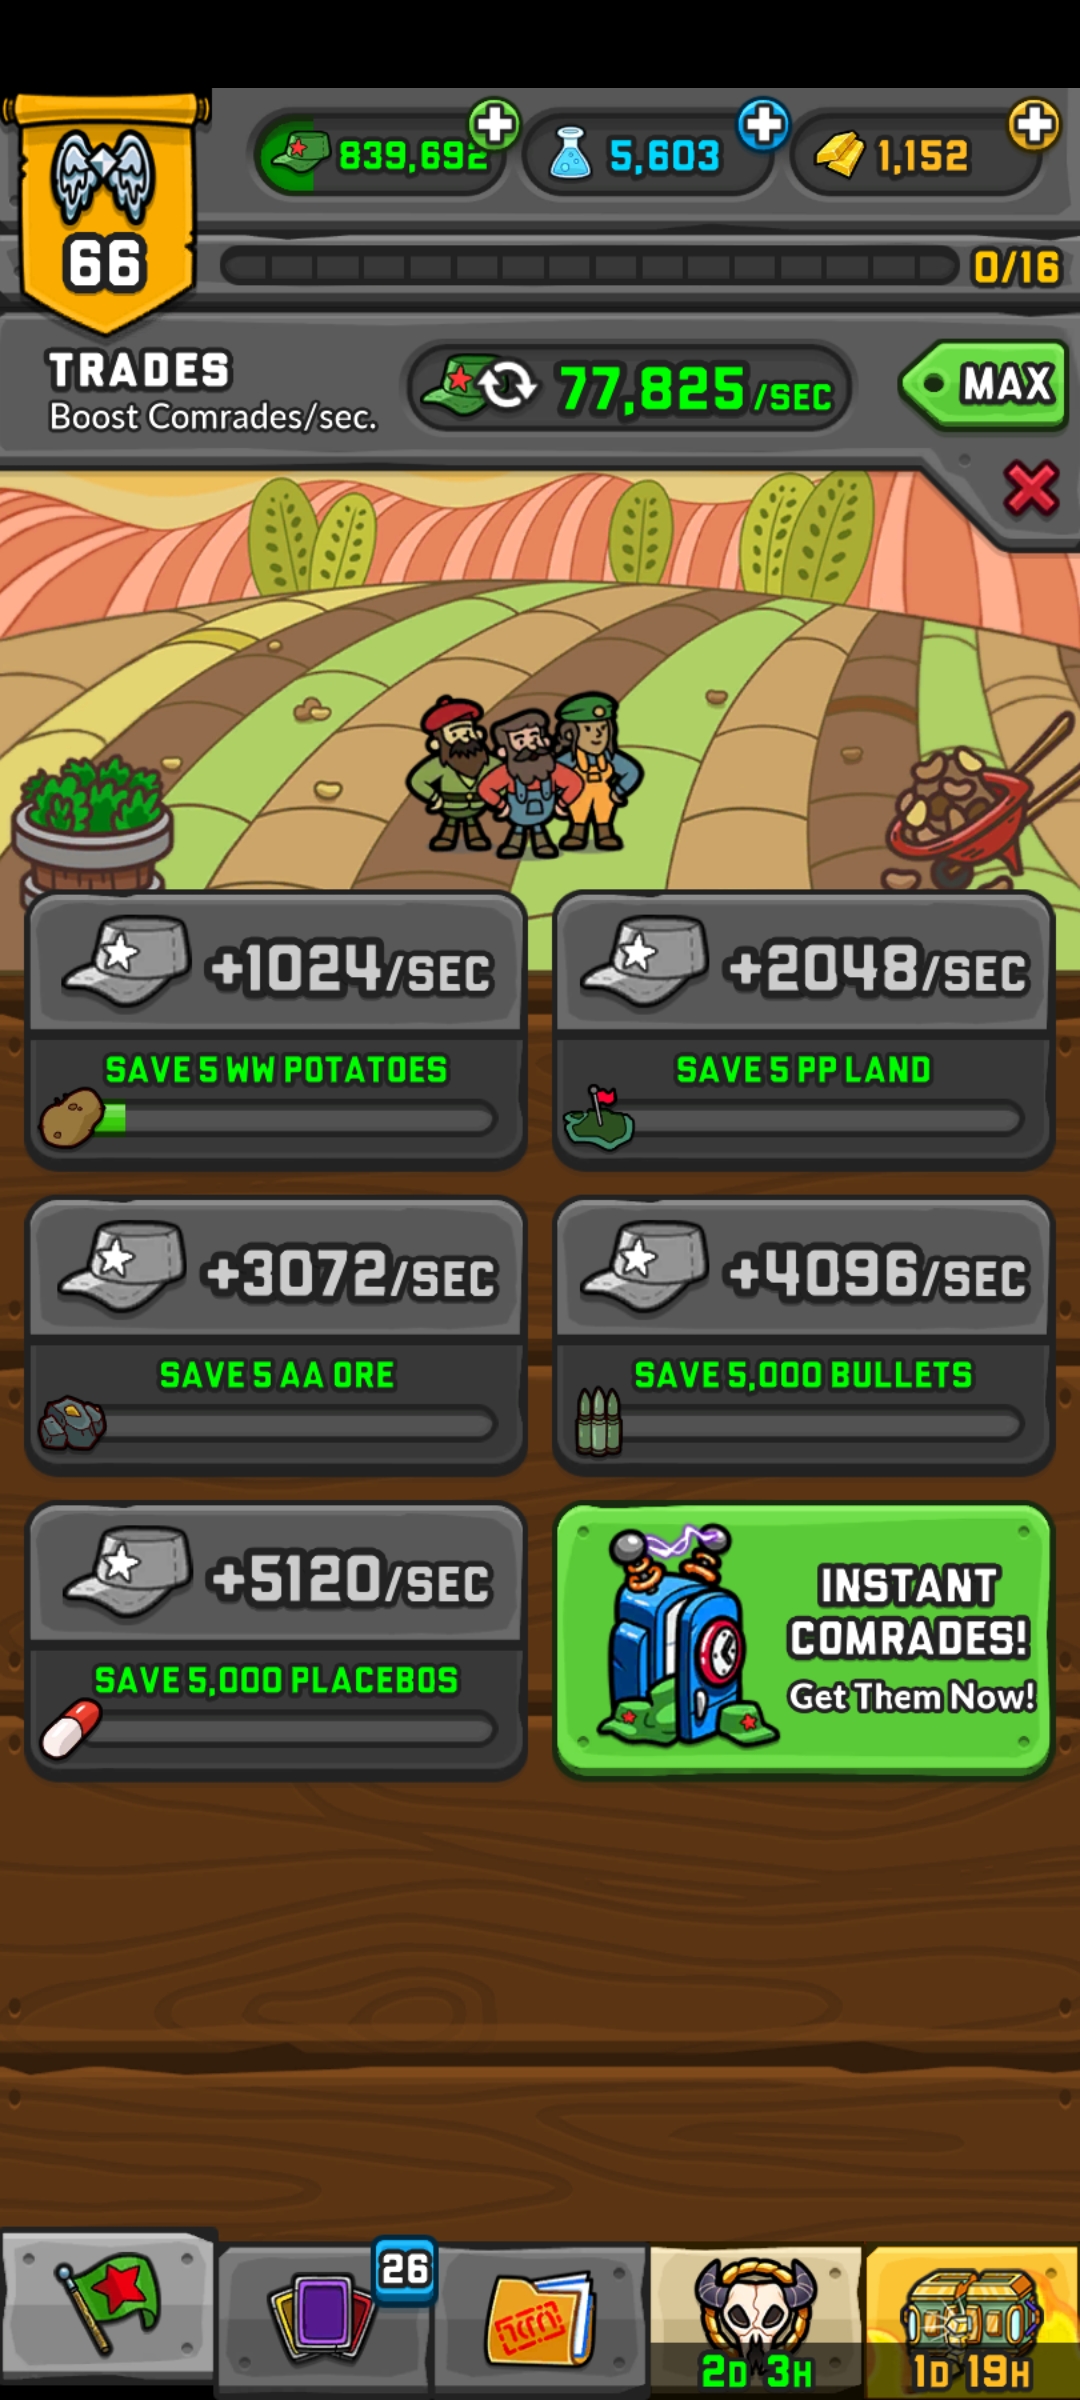 839,692
5,603
1,152
66
0/16
TRADES
Boost Comrades/sec.
77,825/SEC
MAX
+1024/SEC
+2048/SEC
SAVE 5 WW POTATOES
SAVE 5 PP LAND
+3072/SEC
+4096/SEC
SAVE 5 AA ORE
SAVE 5,000 BULLETS
+5120/SEC
SAVE 5,000 PLACEBOS
INSTANT
COMRADES!
Get Them Now!
26
2D 3H
1D 19H